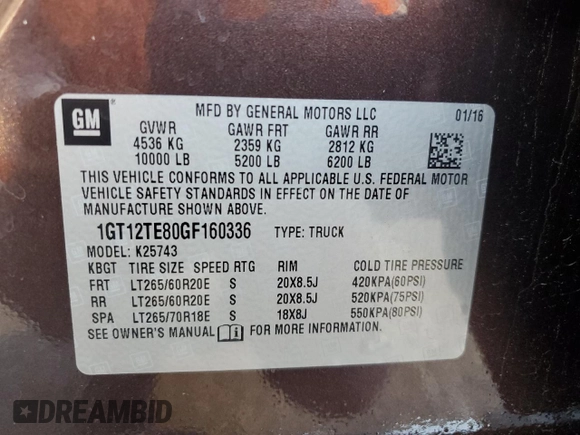 GM
MFD BY GENERAL MOTORS LLC 01/16
GVWR GAWR FRT GAWR RR
4536 KG 2359 KG 2812 KG
10000 LB 5200 LB 6200 LB
THIS VEHICLE CONFORMS TO ALL APPLICABLE U.S. FEDERAL MOTOR
VEHICLE SAFETY STANDARDS IN EFFECT ON THE DATE OF
MANUFACTURE SHOWN ABOVE.
1GT12TE80GF160336 TYPE: TRUCK
MODEL: K25743
KBGT TIRE SIZE SPEED RTG RIM COLD TIRE PRESSURE
FRT LT265/60R20E S 20X8.5J 420KPA(60PSI)
RR LT265/60R20E S 20X8.5J 520KPA(75PSI)
SPA LT265/70R18E S 18X8J 550KPA(80PSI)
SEE OWNER'S MANUAL FOR MORE INFORMATION.
DREAMBID